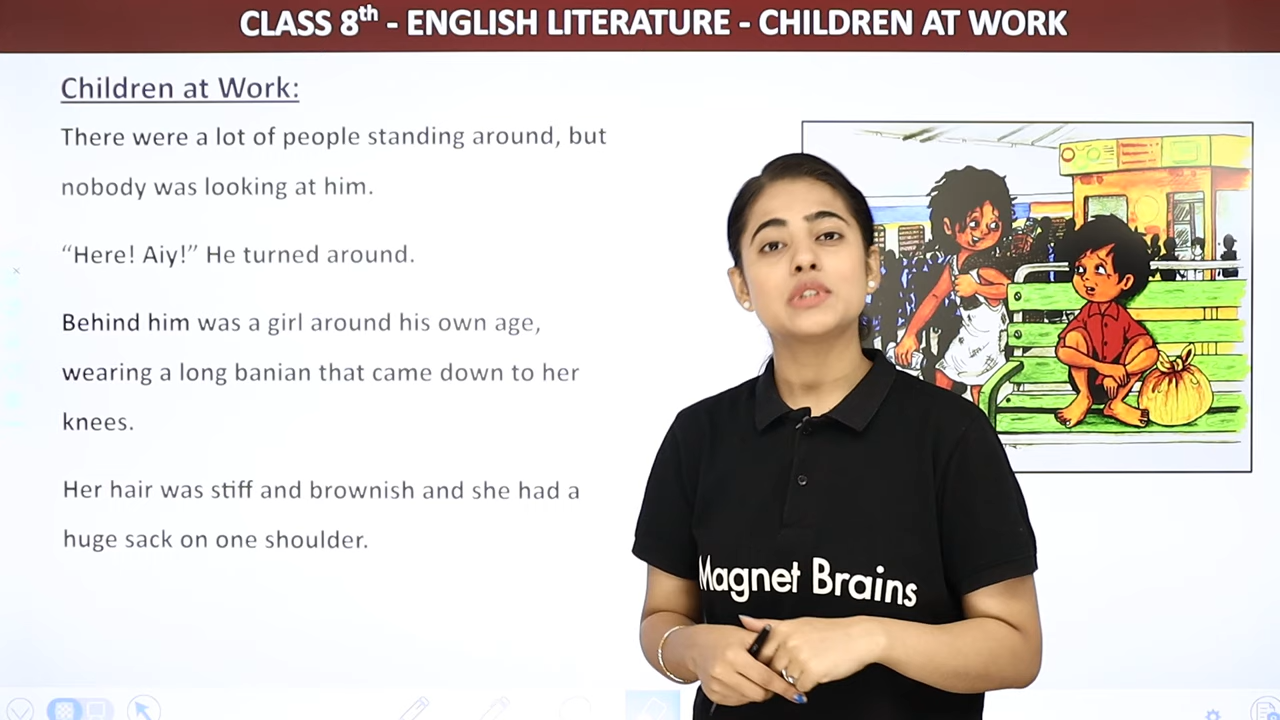 CLASS 8th - ENGLISH LITERATURE - CHILDREN AT WORK
Children at Work:
There were a lot of people standing around, but
nobody was looking at him.
“Here! Aiy!” He turned around.
Behind him was a girl around his own age,
wearing a long banian that came down to her
knees.
Her hair was stiff and brownish and she had a
huge sack on one shoulder.
Magnet Brains